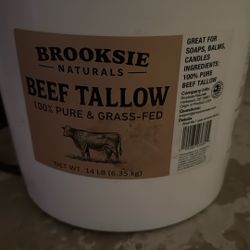 BROOKSIE
NATURALS
BEEF TALLOW
100% PURE & GRASS-FED
NET WT. 14 LB (6.35 kg)
GREAT FOR
SOAPS, BALMS,
CANDLES
INGREDIENTS:
100% PURE
BEEF TALLOW